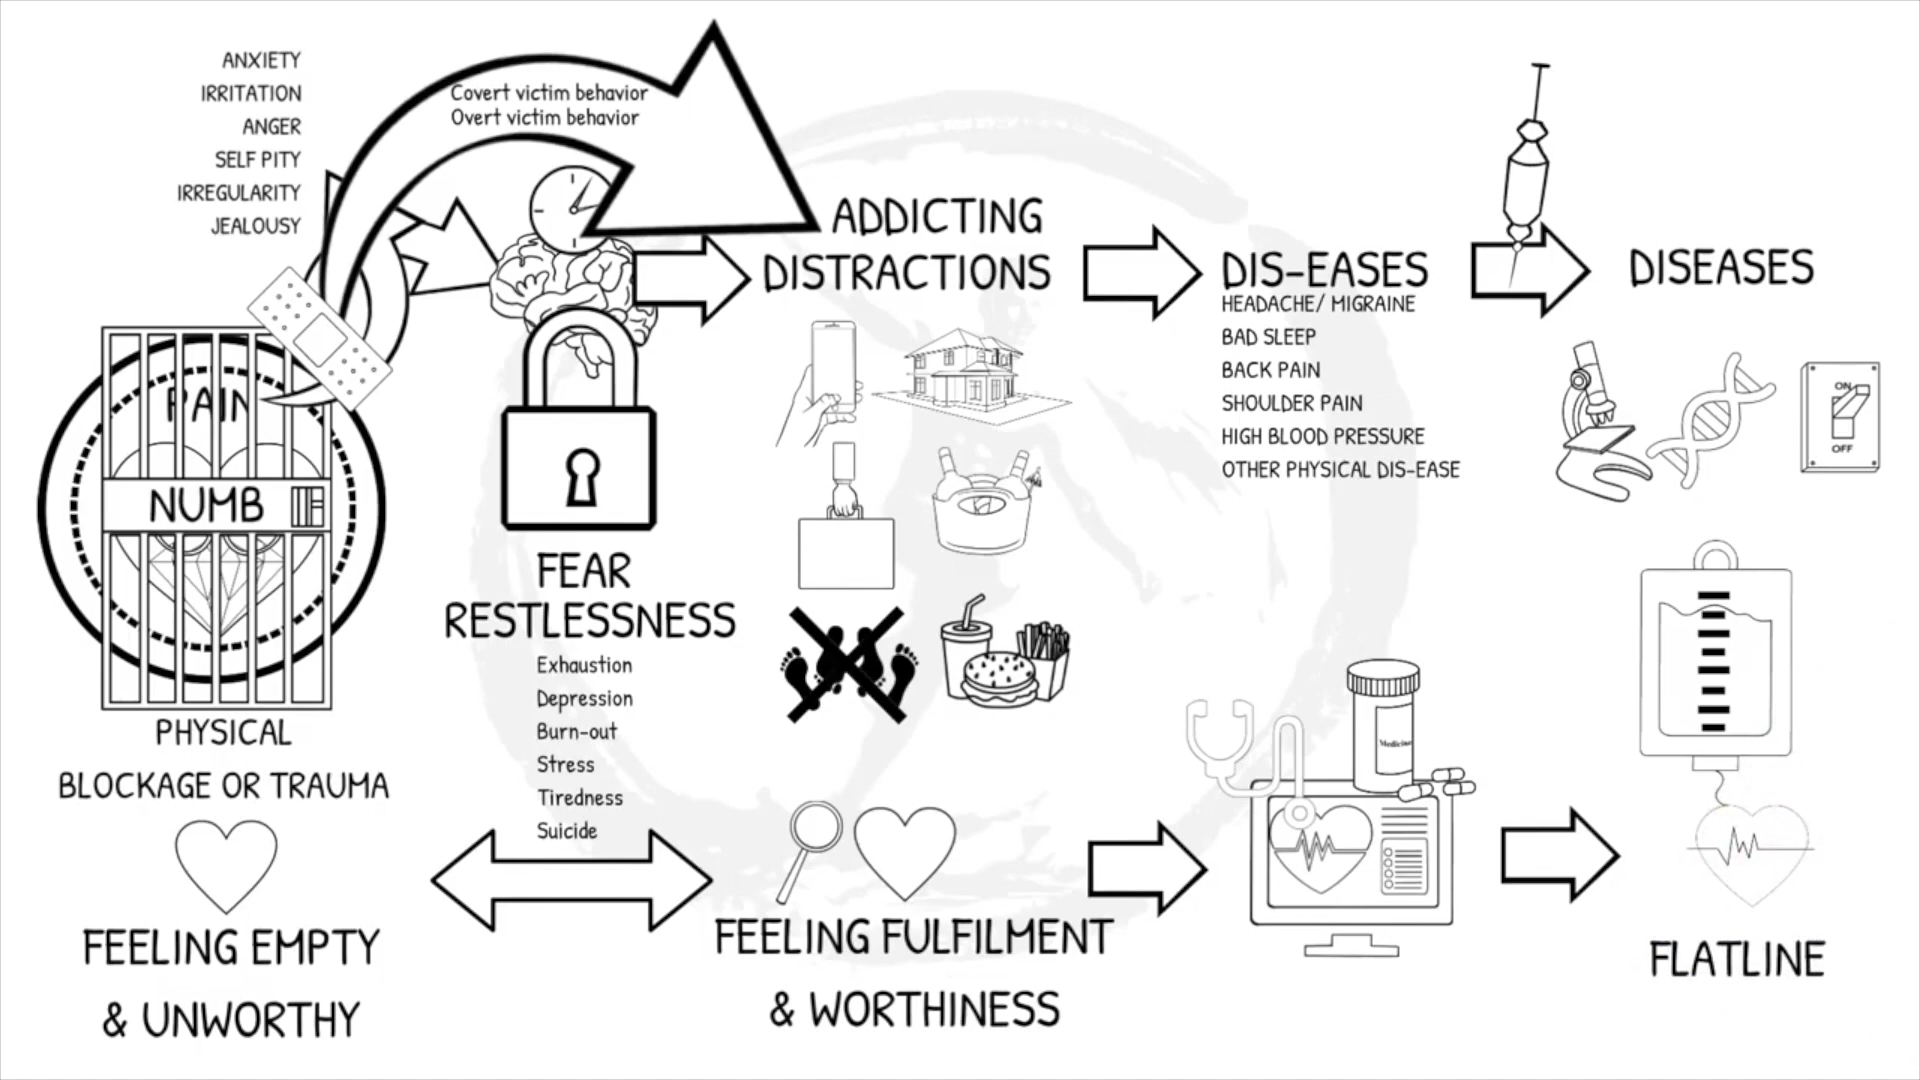 ANXIETY
IRRITATION
ANGER
SELF PITY
IRREGULARITY
JEALOUSY
Covert victim behavior
Overt victim behavior
PAIN
NUMB
PHYSICAL
BLOCKAGE OR TRAUMA
FEELING EMPTY
& UNWORTHY
FEAR
RESTLESSNESS
Exhaustion
Depression
Burn-out
Stress
Tiredness
Suicide
ADDICTING
DISTRACTIONS
FEELING FULFILMENT
& WORTHINESS
DIS-EASES
HEADACHE/ MIGRAINE
BAD SLEEP
BACK PAIN
SHOULDER PAIN
HIGH BLOOD PRESSURE
OTHER PHYSICAL DIS-EASE
Medicine
DISEASES
ON
OFF
FLATLINE